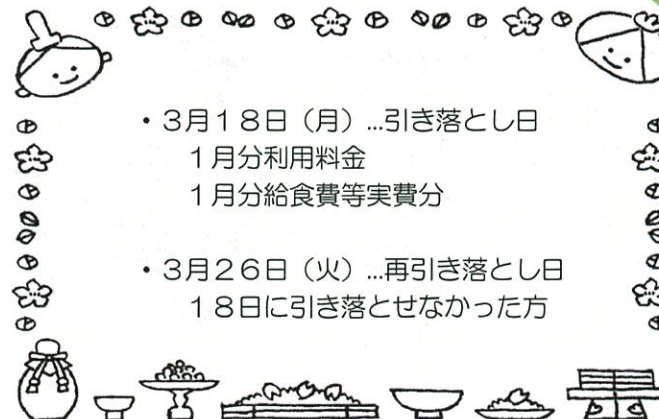 ・３月１８日（月）…引き落とし日
１月分利用料金
１月分給食費等実費分
・３月２６日（火）…再引き落とし日
１８日に引き落とせなかった方